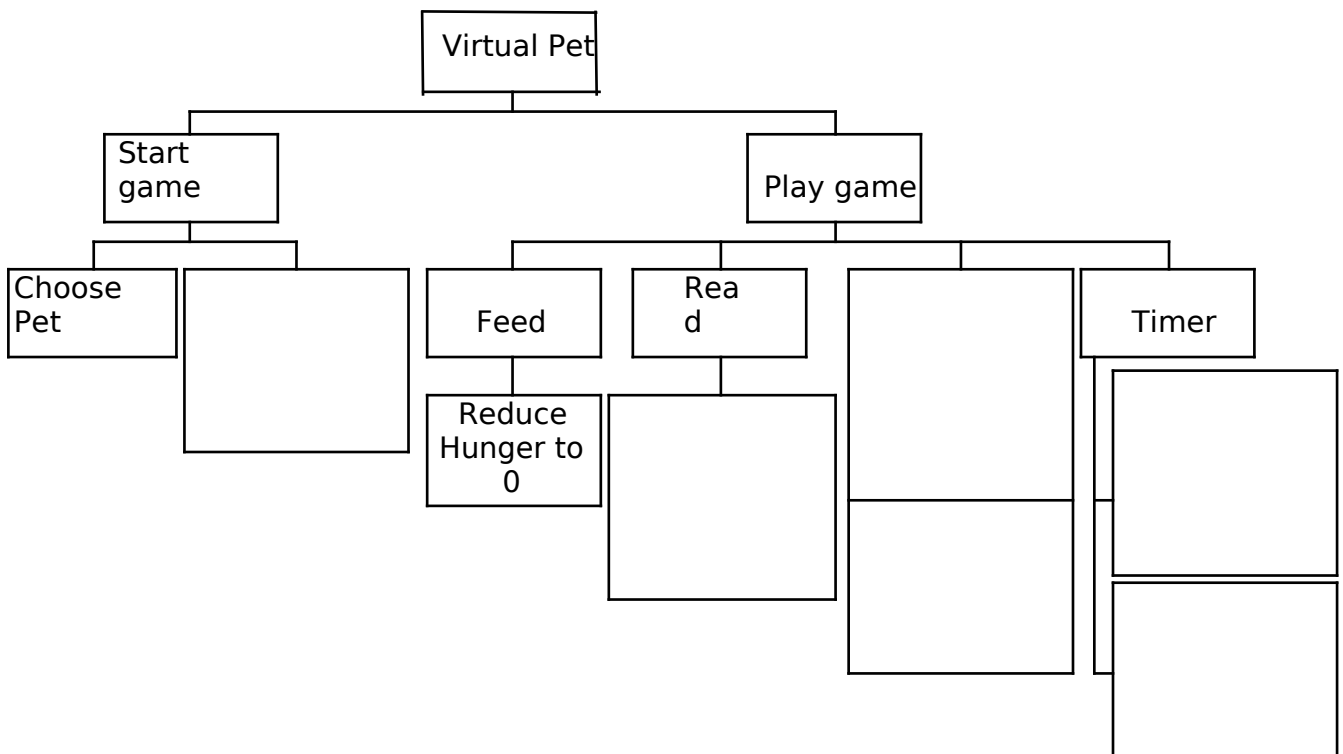 Virtual Pet
Start
game
Play game
Choose
Pet
Feed
Rea
d
Timer
Reduce
Hunger to
0